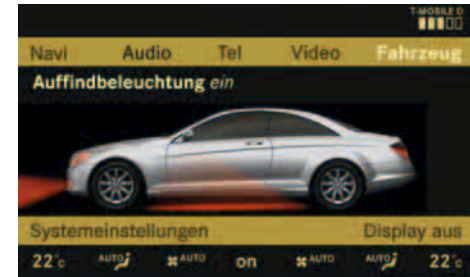 T-MOBILE D
Navi Audio Tel Video Fahrzeug
Auffindbeleuchtung ein
Systemeinstellungen Display aus
22°c AUTO AUTO on AUTO AUTO 22°c